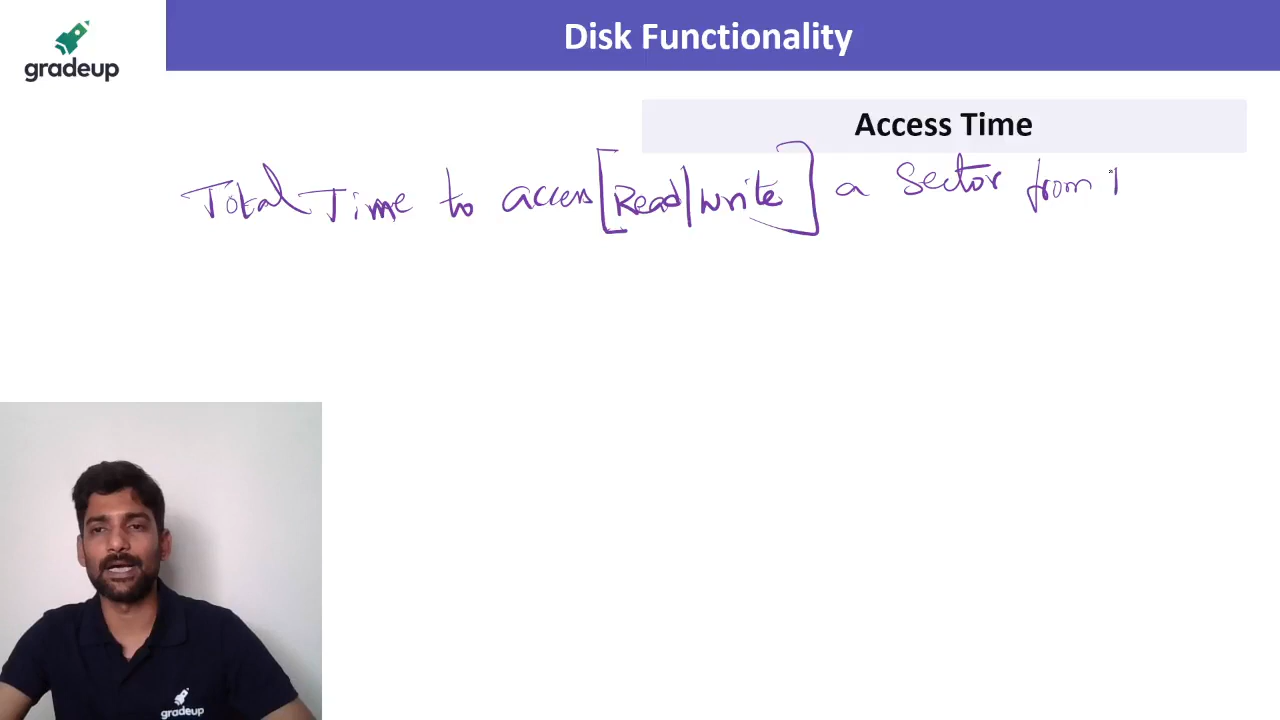 Disk Functionality
gradeup
Access Time
Total Time to access [Read|Write] a Sector from
gradeup